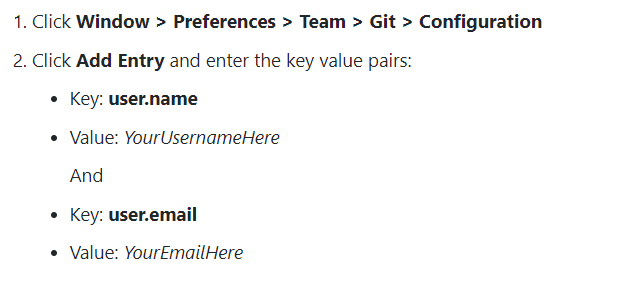 1. Click Window > Preferences > Team > Git > Configuration
2. Click Add Entry and enter the key value pairs:
• Key: user.name
• Value: YourUsernameHere
And
• Key: user.email
• Value: YourEmailHere